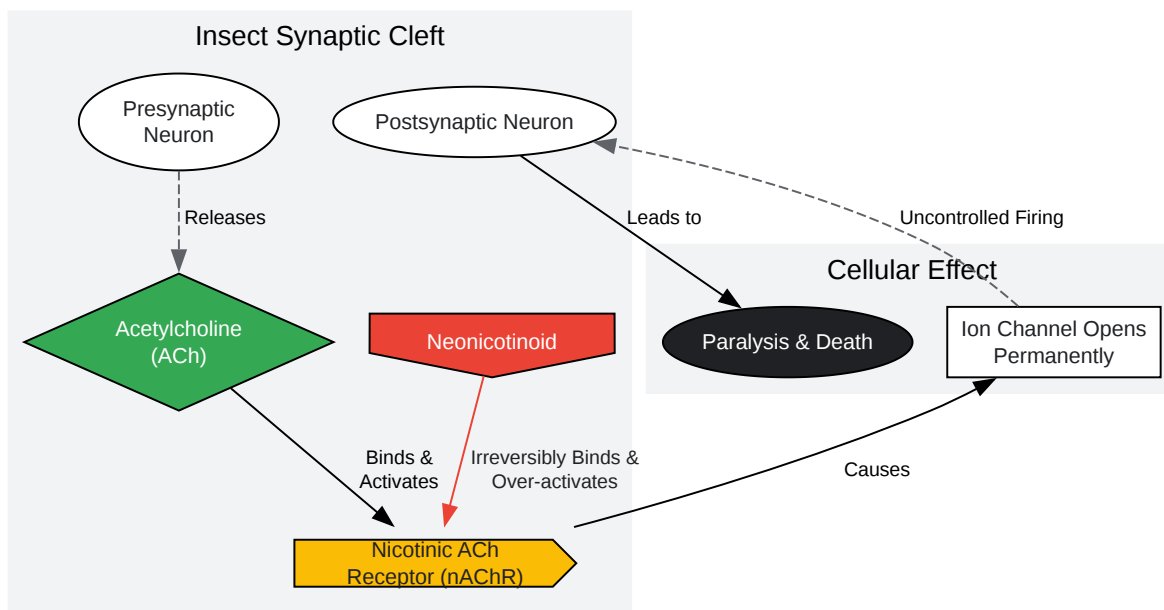 Insect Synaptic Cleft
Presynaptic
Neuron
Postsynaptic Neuron
Releases
Leads to
Uncontrolled Firing
Cellular Effect
Acetylcholine
(ACh)
Neonicotinoid
Paralysis & Death
Ion Channel Opens
Permanently
Binds &
Activates
Irreversibly Binds &
Over-activates
Causes
Nicotinic ACh
Receptor (nAChR)